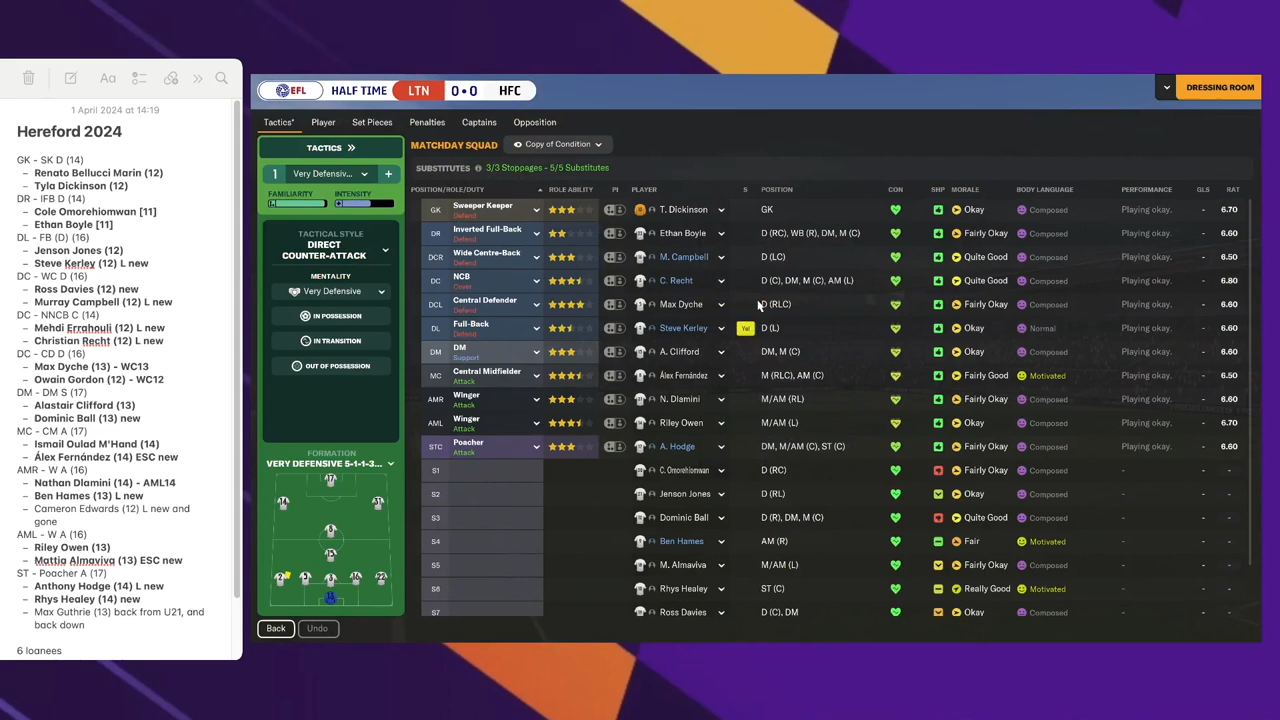 1 April 2024 at 14:19
Hereford 2024
GK - SK D (14)
– Renato Bellucci Marin (12)
– Tyla Dickinson (12)
DR - IFB D (14)
– Cole Omorehiomwan [11]
– Ethan Boyle [11]
DL - FB (D) (16)
– Jenson Jones (12)
– Steve Kerley (12) L new
DC - WC D (16)
– Ross Davies (12) new
– Murray Campbell (12) L new
DC - NNCB C (14)
– Mehdi Errahouli (12) L new
– Christian Recht (12) L new
DC - CD D (16)
– Max Dyche (13) - WC13
– Owain Gordon (12) - WC12
DM - DM S (17)
– Alastair Clifford (13)
– Dominic Ball (13) new
MC - CM A (17)
– Ismail Oulad M'Hand (14)
– Álex Fernández (14) ESC new
AMR - W A (16)
– Nathan Dlamini (14) - AML14
– Ben Hames (13) L new
– Cameron Edwards (12) L new and
gone
AML - W A (16)
– Riley Owen (13)
– Mattia Almaviva (13) ESC new
ST - Poacher A (17)
– Anthony Hodge (14) L new
– Rhys Healey (14) new
– Max Guthrie (13) back from U21, and
back down
6 loanees
EFL HALF TIME LTN 0 - 0 HFC
DRESSING ROOM
Tactics* Player Set Pieces Penalties Captains Opposition
TACTICS
1 Very Defensiv... +
FAMILIARITY INTENSITY
TACTICAL STYLE
DIRECT
COUNTER-ATTACK
MENTALITY
Very Defensive
IN POSSESSION
IN TRANSITION
OUT OF POSSESSION
FORMATION
VERY DEFENSIVE 5-1-1-3...
Back Undo
MATCHDAY SQUAD Copy of Condition
SUBSTITUTES 3/3 Stoppages - 5/5 Substitutes
POSITION/ROLE/DUTY ROLE ABILITY PI PLAYER S POSITION CON SHP MORALE BODY LANGUAGE PERFORMANCE GLS RAT
GK Sweeper Keeper Defend T. Dickinson GK Okay Composed Playing okay. - 6.70
DR Inverted Full-Back Defend Ethan Boyle D (RC), WB (R), DM, M (C) Fairly Okay Composed Playing okay. - 6.60
DCR Wide Centre-Back Defend M. Campbell D (LC) Quite Good Composed Playing okay. - 6.50
DC NCB Cover C. Recht D (C), DM, M (C), AM (L) Quite Good Composed Playing okay. - 6.80
DCL Central Defender Defend Max Dyche D (RLC) Fairly Okay Composed Playing okay. - 6.60
DL Full-Back Defend Steve Kerley Yel D (L) Okay Normal Playing okay. - 6.60
DM DM Support A. Clifford DM, M (C) Okay Composed Playing okay. - 6.60
MC Central Midfielder Attack Álex Fernández M (RLC), AM (C) Fairly Good Motivated Playing okay. - 6.50
AMR Winger Attack N. Dlamini M/AM (RL) Fairly Okay Composed Playing okay. - 6.60
AML Winger Attack Riley Owen M/AM (L) Okay Composed Playing okay. - 6.70
STC Poacher Attack A. Hodge DM, M/AM (C), ST (C) Fairly Okay Composed Playing okay. - 6.60
S1 C. Omorehiomwan D (RC) Fairly Okay Composed - - -
S2 Jenson Jones D (RL) Okay Composed - - -
S3 Dominic Ball D (R), DM, M (C) Quite Good Composed - - -
S4 Ben Hames AM (R) Fair Motivated - - -
S5 M. Almaviva M/AM (L) Fairly Okay Composed - - -
S6 Rhys Healey ST (C) Really Good Motivated - - -
S7 Ross Davies D (C), DM Okay Composed - - -